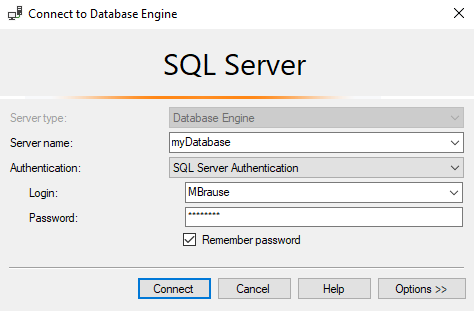 Connect to Database Engine
SQL Server
Server type: Database Engine
Server name: myDatabase
Authentication: SQL Server Authentication
Login: MBrause
Password: ********
Remember password
Connect Cancel Help Options >>